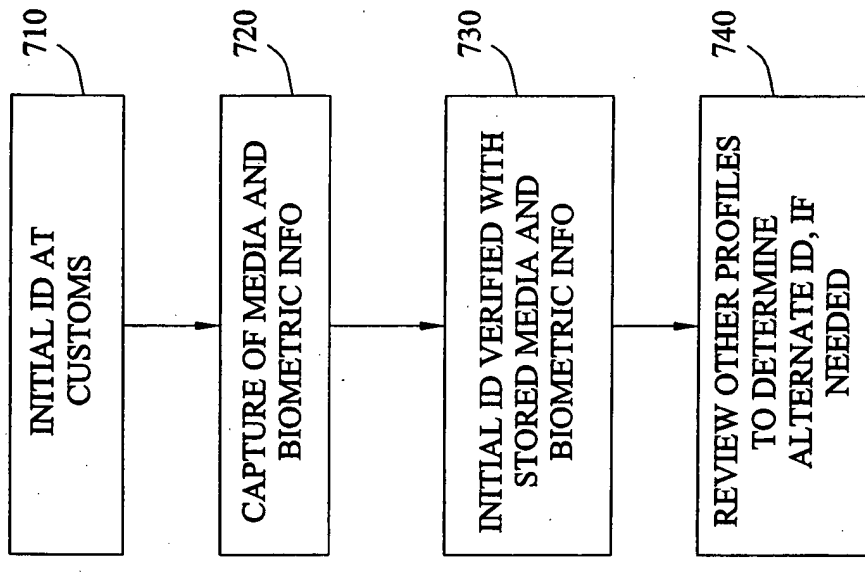 710
INITIAL ID AT
CUSTOMS
720
CAPTURE OF MEDIA AND
BIOMETRIC INFO
730
INITIAL ID VERIFIED WITH
STORED MEDIA AND
BIOMETRIC INFO
740
REVIEW OTHER PROFILES
TO DETERMINE
ALTERNATE ID, IF
NEEDED